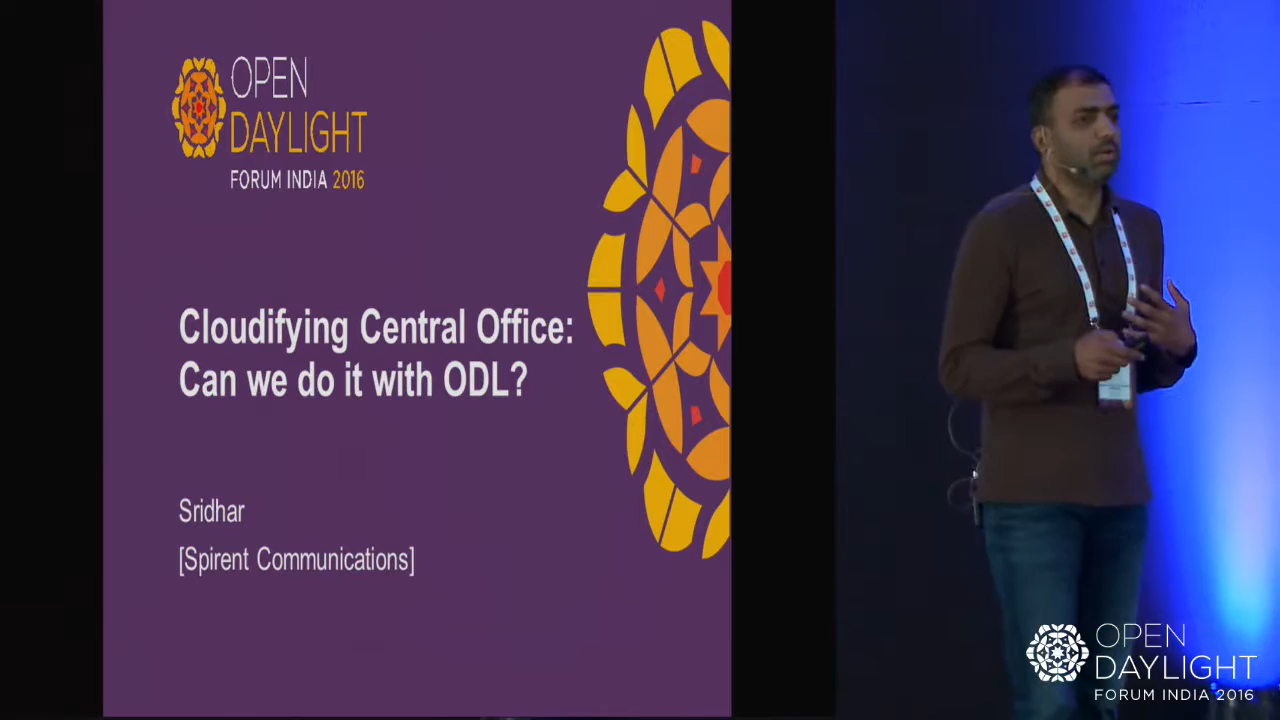 OPEN
DAYLIGHT
FORUM INDIA 2016
Cloudifying Central Office:
Can we do it with ODL?
Sridhar
[Spirent Communications]
OPEN
DAYLIGHT
FORUM INDIA 2016